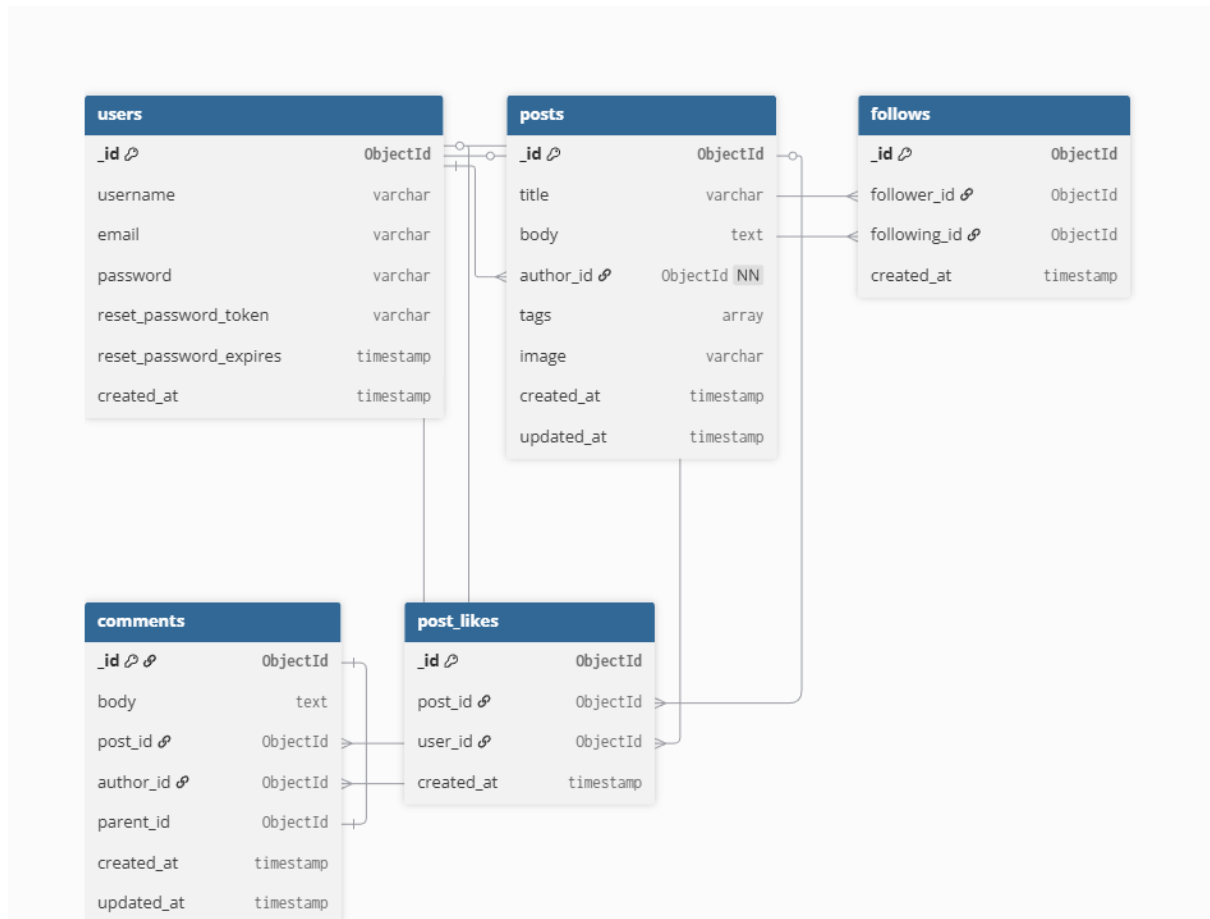 users
_id ObjectId
username varchar
email varchar
password varchar
reset_password_token varchar
reset_password_expires timestamp
created_at timestamp
posts
_id ObjectId
title varchar
body text
author_id ObjectId NN
tags array
image varchar
created_at timestamp
updated_at timestamp
follows
_id ObjectId
follower_id ObjectId
following_id ObjectId
created_at timestamp
comments
_id ObjectId
body text
post_id ObjectId
author_id ObjectId
parent_id ObjectId
created_at timestamp
updated_at timestamp
post_likes
_id ObjectId
post_id ObjectId
user_id ObjectId
created_at timestamp